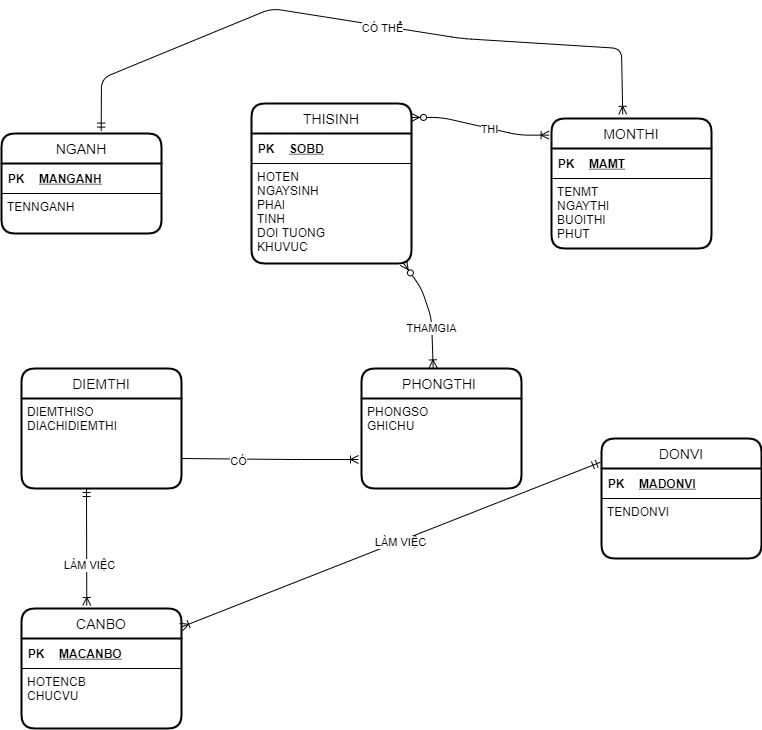 CÓ THỂ
THISINH
PK SOBD
HOTEN
NGAYSINH
PHAI
TINH
DOI TUONG
KHUVUC
THI
MONTHI
PK MAMT
TENMT
NGAYTHI
BUOITHI
PHUT
NGANH
PK MANGANH
TENNGANH
THAMGIA
DIEMTHI
DIEMTHISO
DIACHIDIEMTHI
CÓ
PHONGTHI
PHONGSO
GHICHU
DONVI
PK MADONVI
TENDONVI
LÀM VIỆC
LÀM VIỆC
CANBO
PK MACANBO
HOTENCB
CHUCVU